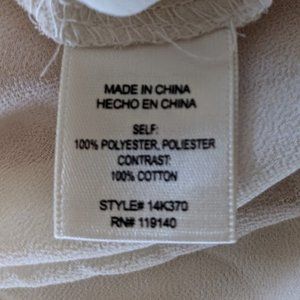 MADE IN CHINA
HECHO EN CHINA
SELF:
100% POLYESTER, POLIESTER
CONTRAST:
100% COTTON
STYLE# 14K370
RN# 119140